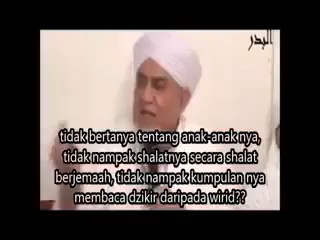 البدر
tidak bertanya tentang anak-anak nya,
tidak nampak shalatnya secara shalat
berjemaah, tidak nampak kumpulan nya
membaca dzikir daripada wirid??